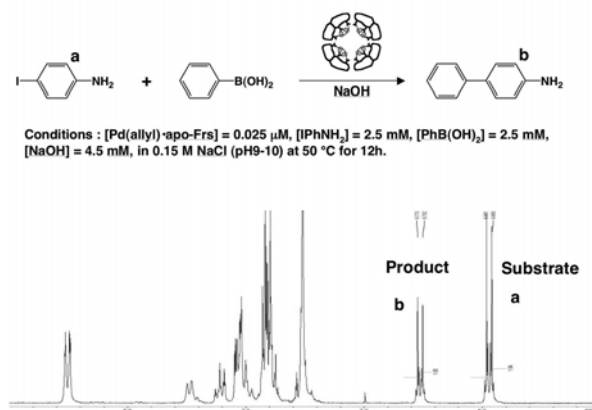 a
b
I
NH2
+
B(OH)2
NaOH
NH2
Conditions : [Pd(allyl)·apo-Frs] = 0.025 μM, [IPhNH2] = 2.5 mM, [PhB(OH)2] = 2.5 mM,
[NaOH] = 4.5 mM, in 0.15 M NaCl (pH9-10) at 50 °C for 12h.
Product
Substrate
b
a